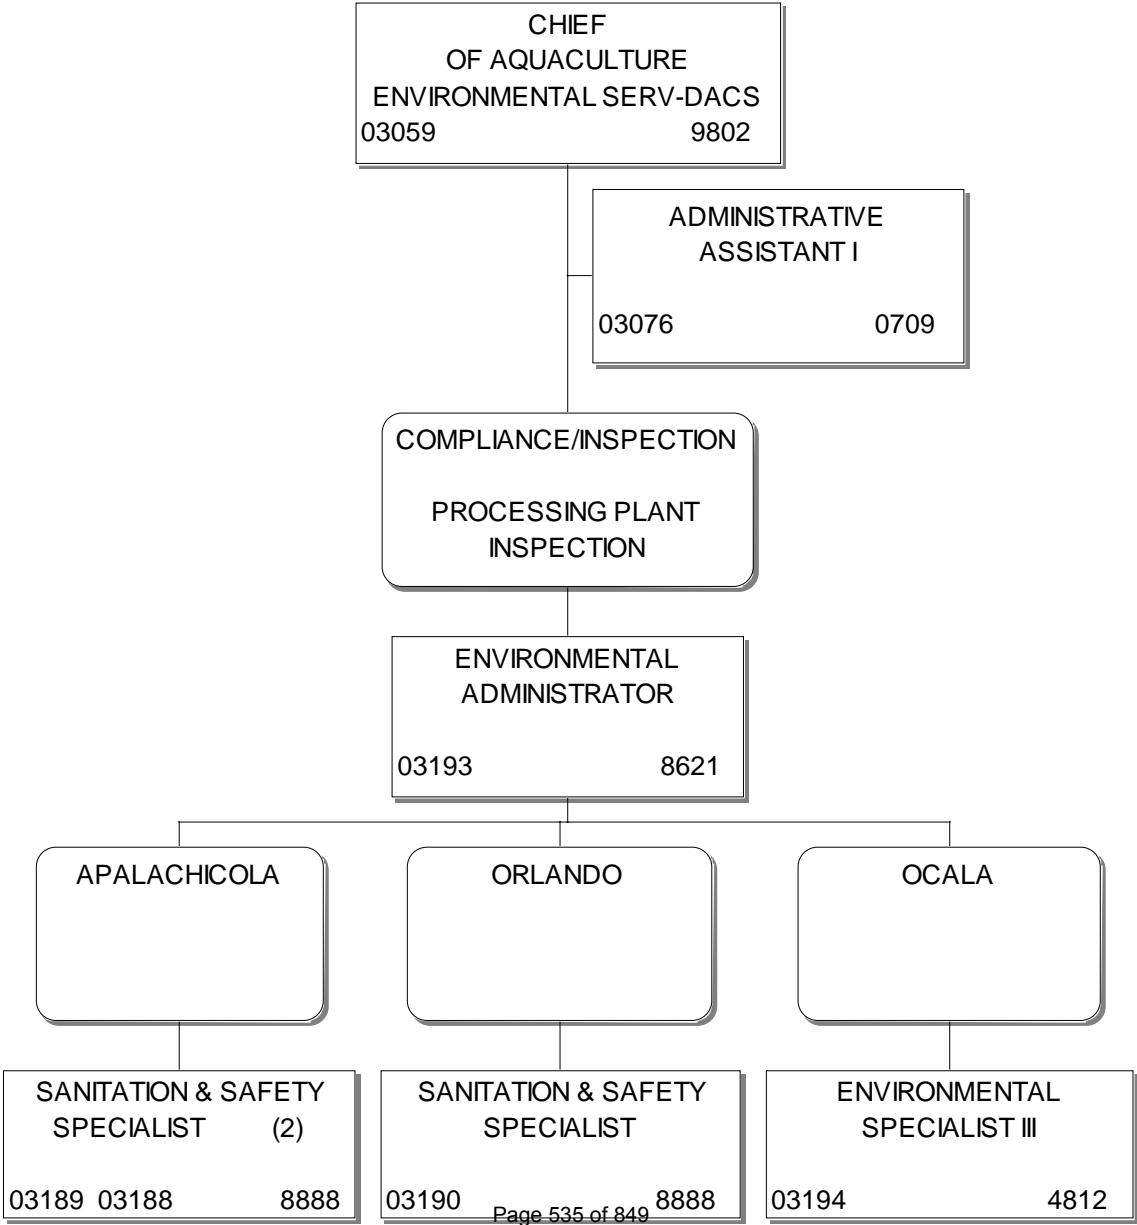 CHIEF
OF AQUACULTURE
ENVIRONMENTAL SERV-DACS
03059 9802
ADMINISTRATIVE
ASSISTANT I
03076 0709
COMPLIANCE/INSPECTION
PROCESSING PLANT
INSPECTION
ENVIRONMENTAL
ADMINISTRATOR
03193 8621
APALACHICOLA
ORLANDO
OCALA
SANITATION & SAFETY
SPECIALIST (2)
03189 03188 8888
SANITATION & SAFETY
SPECIALIST
03190 8888
ENVIRONMENTAL
SPECIALIST III
03194 4812
Page 535 of 849